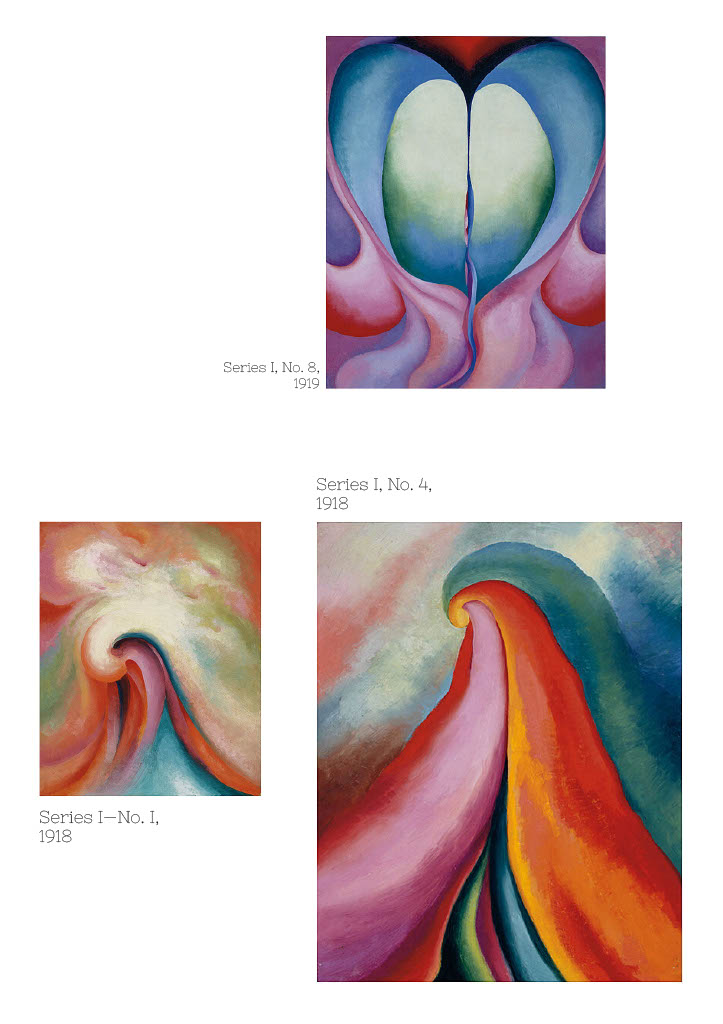 Series I, No. 8,
1919
Series I, No. 4,
1918
Series I—No. I,
1918